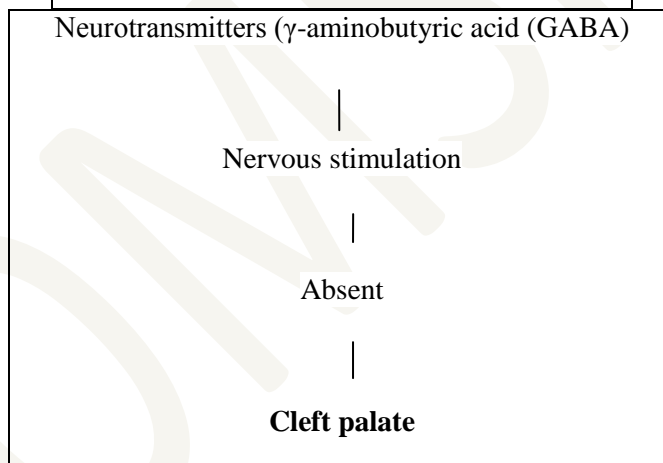 Neurotransmitters (γ-aminobutyric acid (GABA)
Nervous stimulation
Absent
Cleft palate